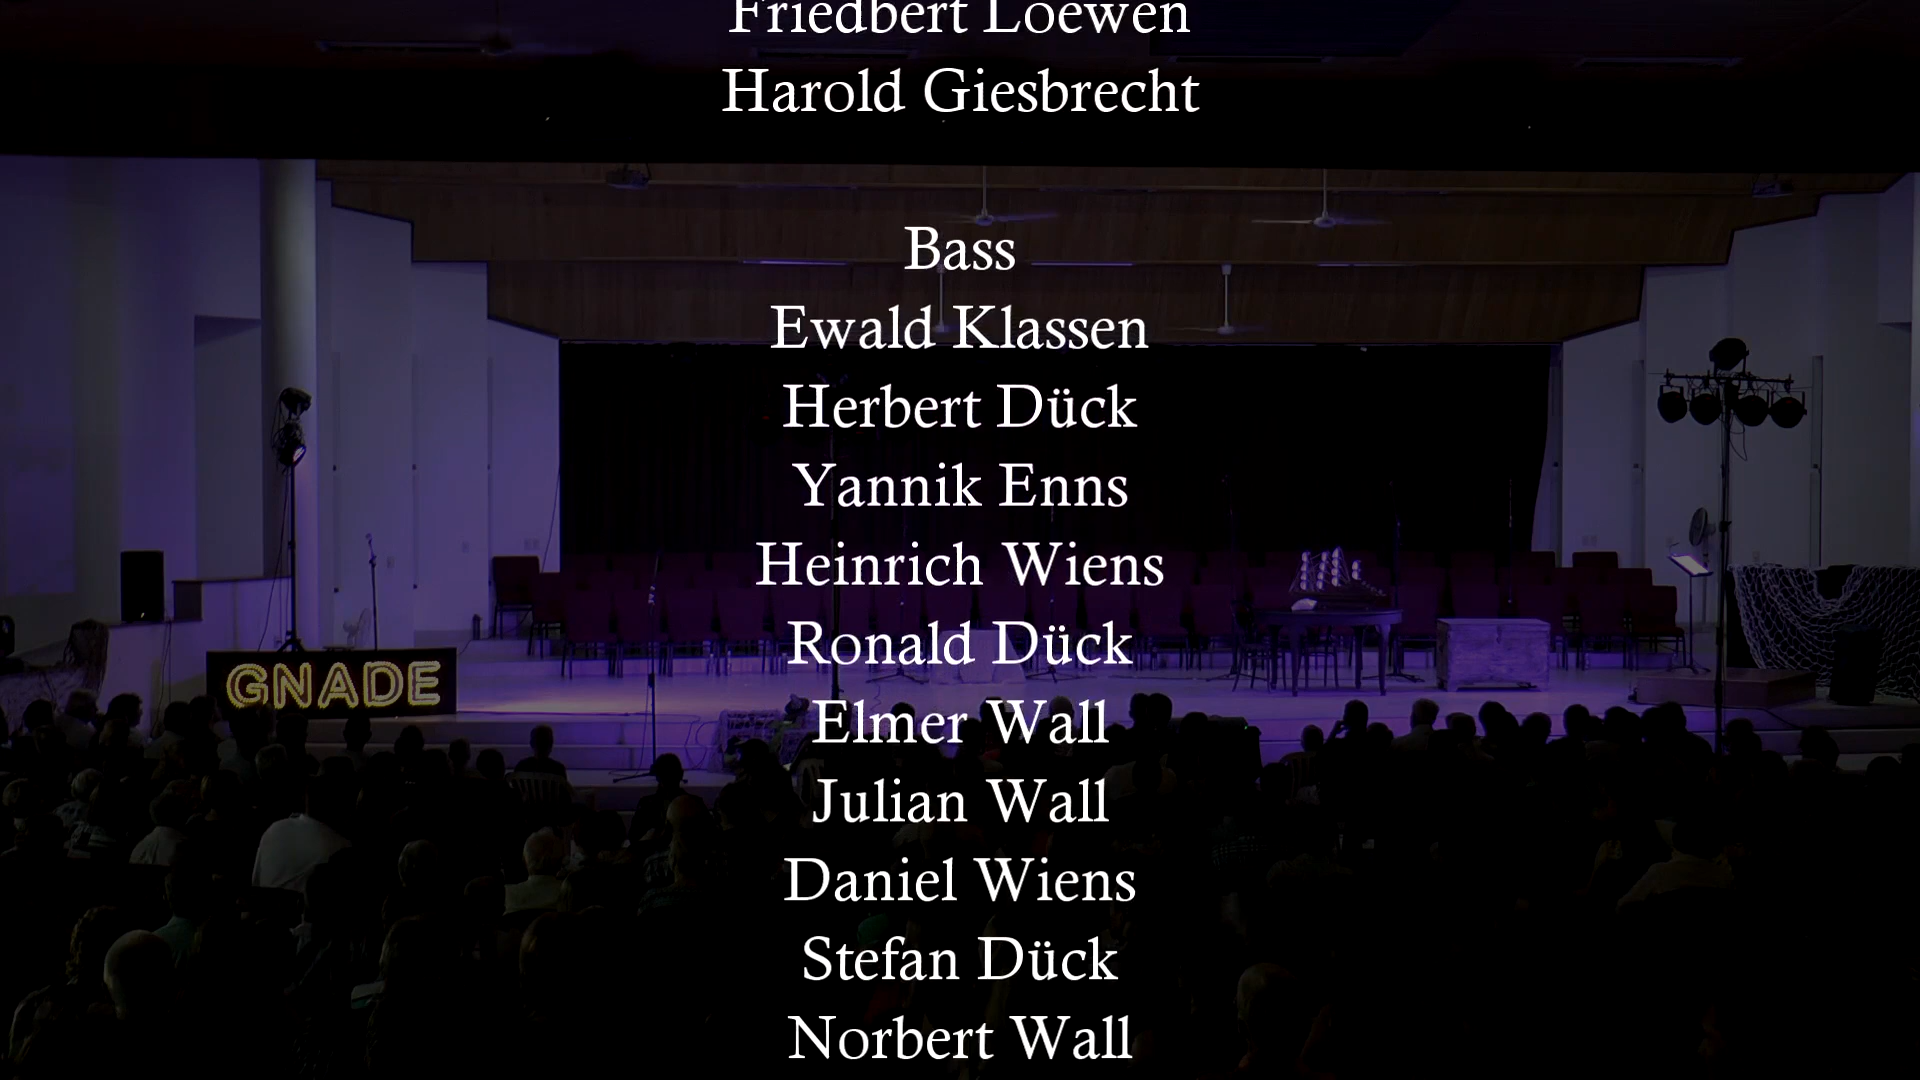 Friedbert Loewen
Harold Giesbrecht
Bass
Ewald Klassen
Herbert Dück
Yannik Enns
Heinrich Wiens
Ronald Dück
GNADE
Elmer Wall
Julian Wall
Daniel Wiens
Stefan Dück
Norbert Wall